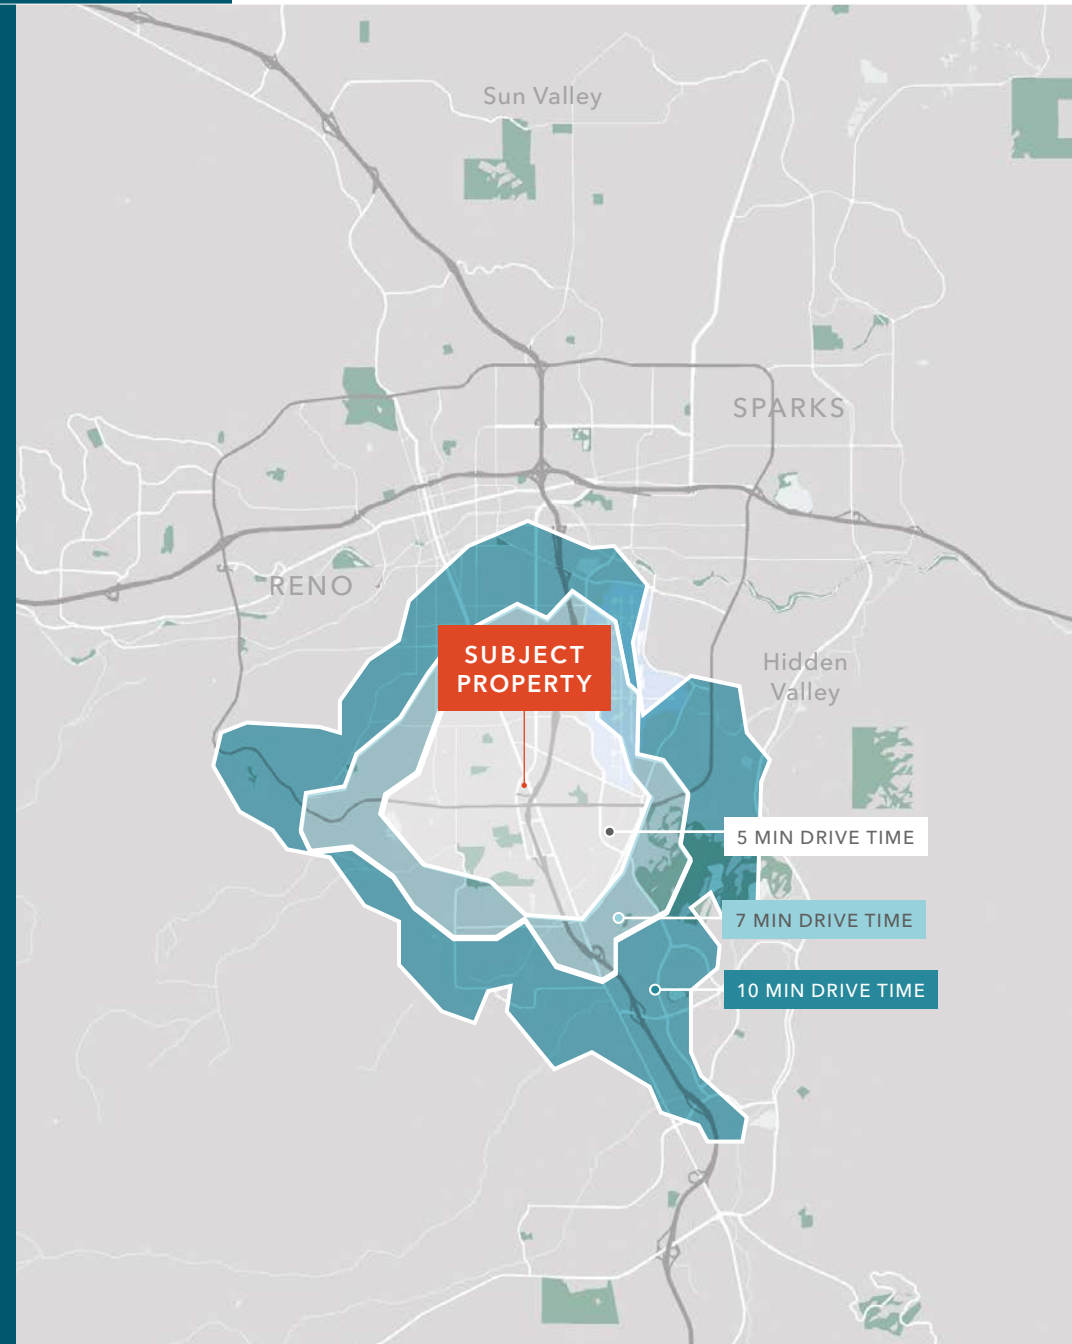 Sun Valley
SPARKS
RENO
SUBJECT
PROPERTY
Hidden
Valley
5 MIN DRIVE TIME
7 MIN DRIVE TIME
10 MIN DRIVE TIME